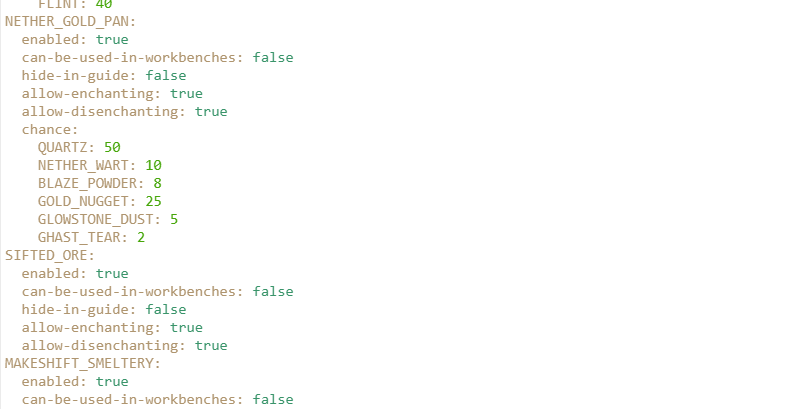 FLINT: 40
NETHER_GOLD_PAN:
  enabled: true
  can-be-used-in-workbenches: false
  hide-in-guide: false
  allow-enchanting: true
  allow-disenchanting: true
  chance:
    QUARTZ: 50
    NETHER_WART: 10
    BLAZE_POWDER: 8
    GOLD_NUGGET: 25
    GLOWSTONE_DUST: 5
    GHAST_TEAR: 2
SIFTED_ORE:
  enabled: true
  can-be-used-in-workbenches: false
  hide-in-guide: false
  allow-enchanting: true
  allow-disenchanting: true
MAKESHIFT_SMELTERY:
  enabled: true
  can-be-used-in-workbenches: false